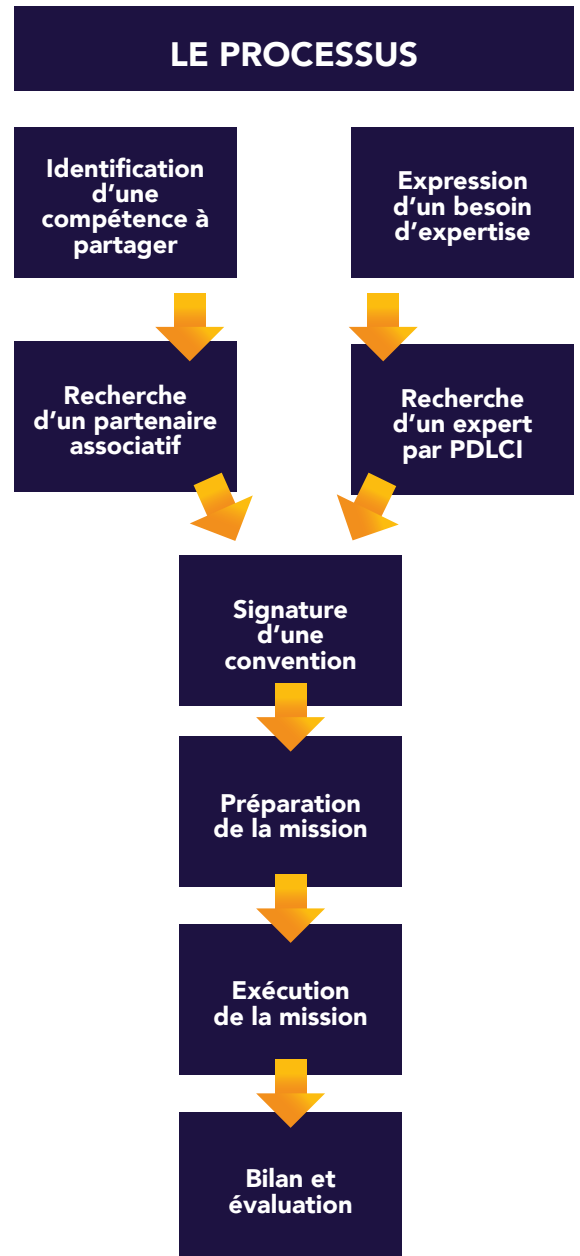 LE PROCESSUS
Identification
d’une
compétence à
partager
Expression
d’un besoin
d’expertise
Recherche
d’un partenaire
associatif
Recherche
d’un expert
par PDLCI
Signature
d’une
convention
Préparation
de la mission
Exécution
de la mission
Bilan et
évaluation